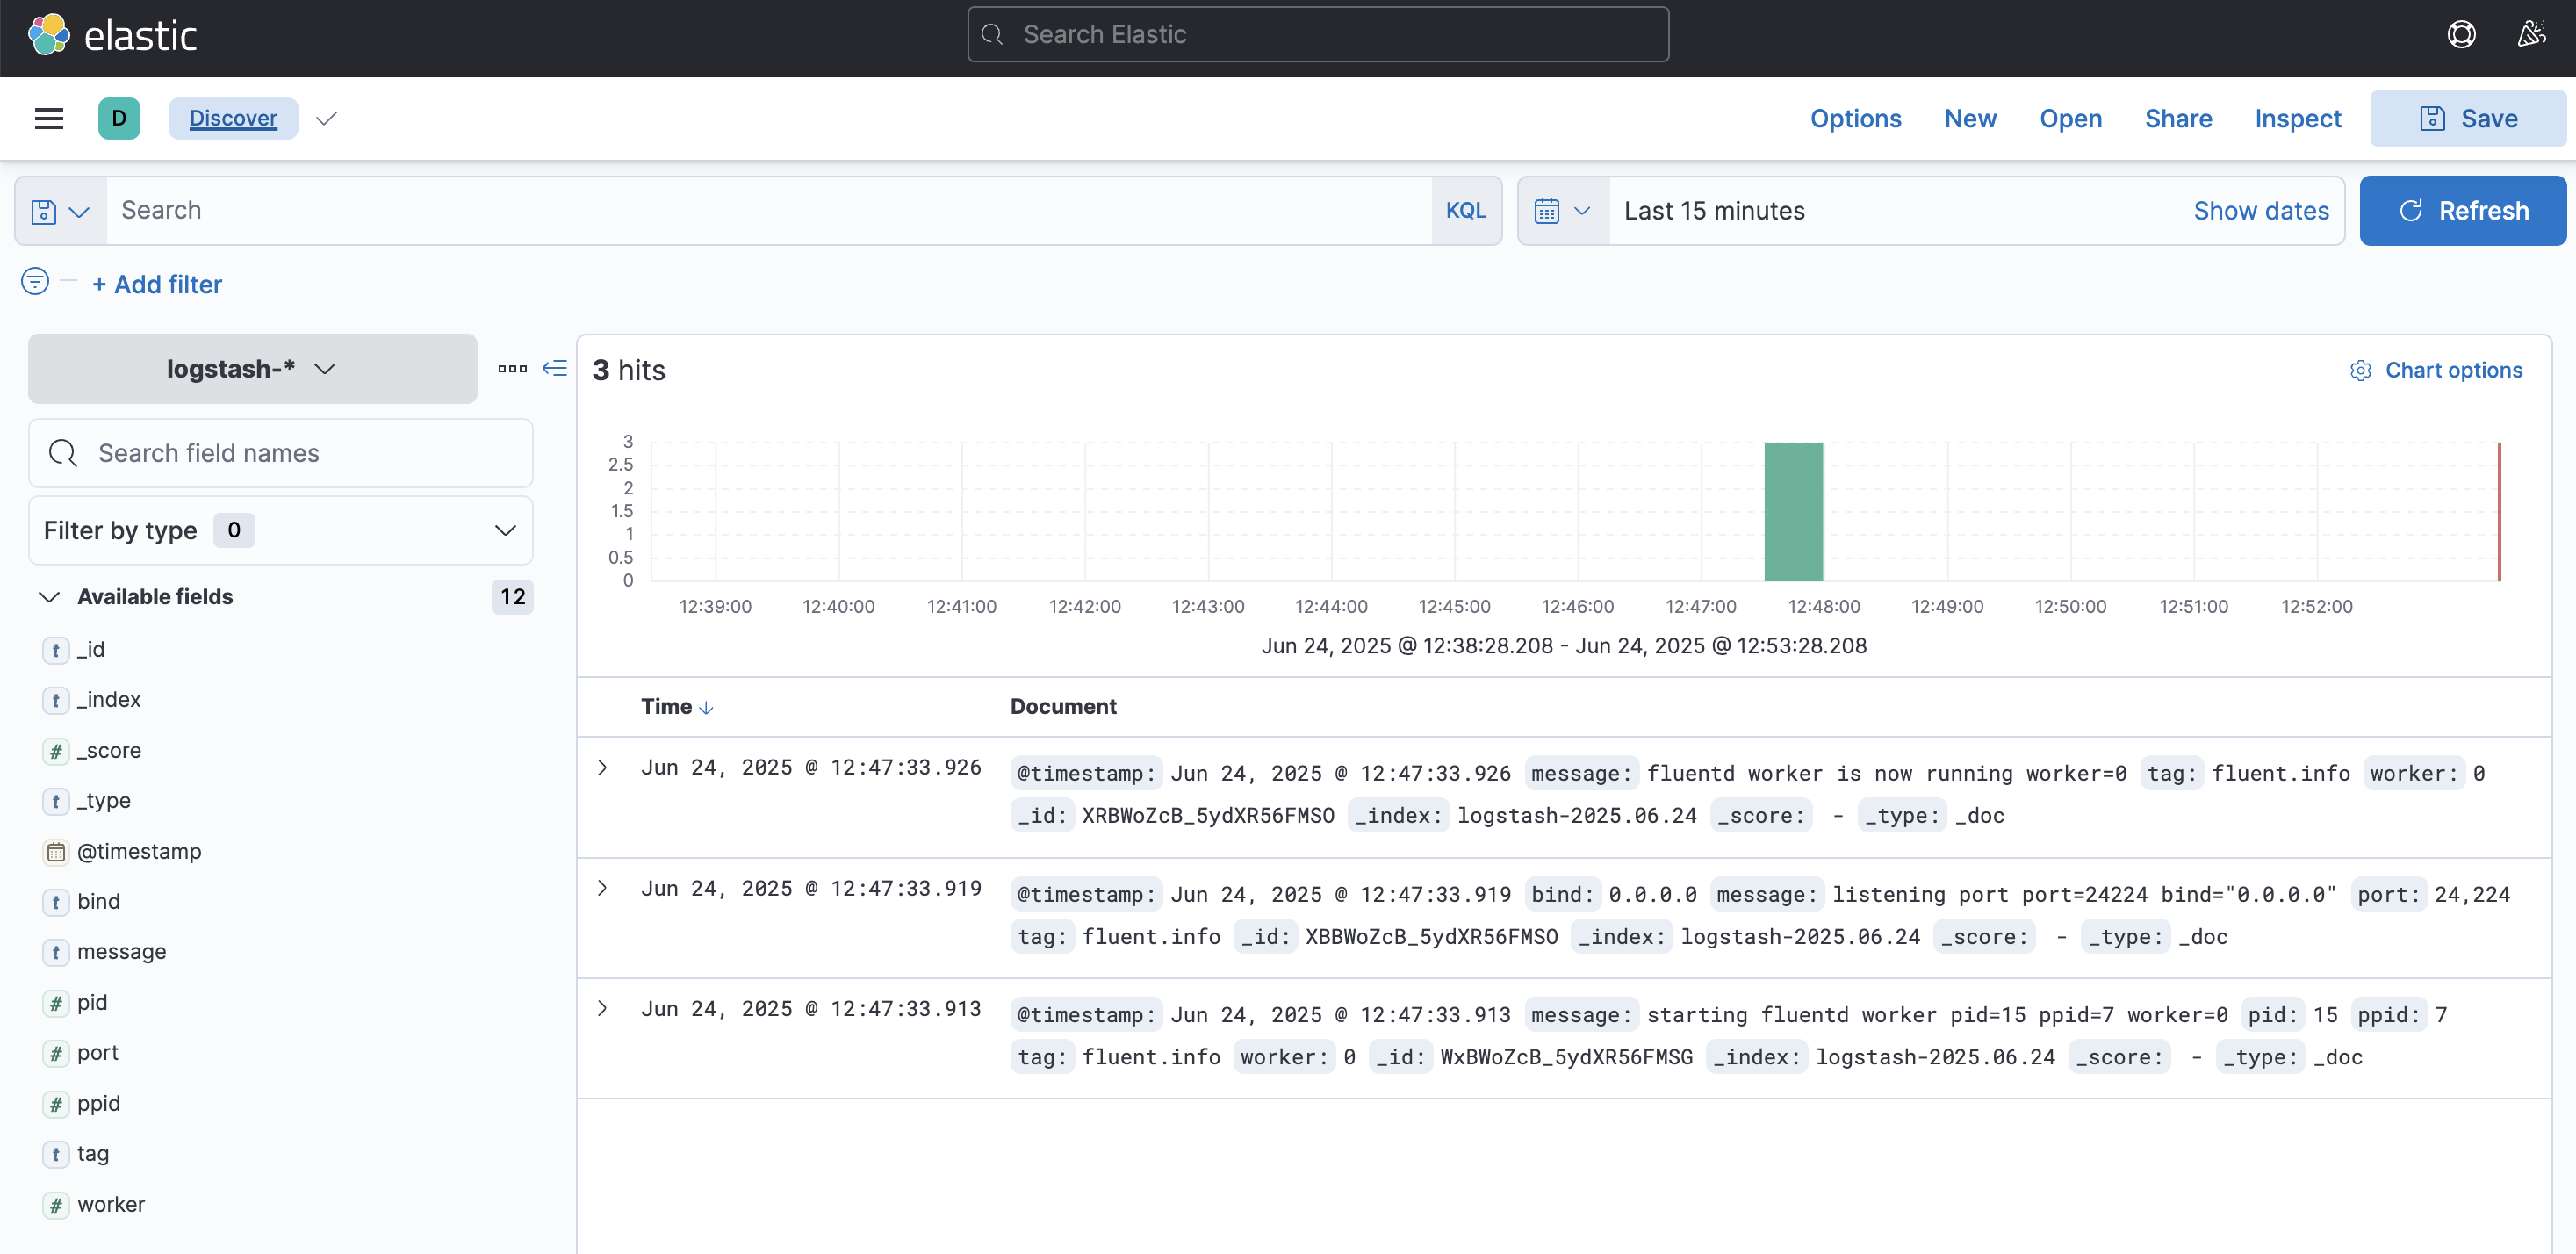 elastic
Search Elastic
D
Discover
Options New Open Share Inspect Save
Search
KQL
Last 15 minutes
Show dates
Refresh
+ Add filter
logstash-*
Search field names
Filter by type 0
Available fields 12
t _id
t _index
# _score
t _type
@timestamp
t bind
t message
# pid
# port
# ppid
t tag
# worker
3 hits
Chart options
3
2.5
2
1.5
1
0.5
0
12:39:00 12:40:00 12:41:00 12:42:00 12:43:00 12:44:00 12:45:00 12:46:00 12:47:00 12:48:00 12:49:00 12:50:00 12:51:00 12:52:00
Jun 24, 2025 @ 12:38:28.208 - Jun 24, 2025 @ 12:53:28.208
Time Document
Jun 24, 2025 @ 12:47:33.926 @timestamp: Jun 24, 2025 @ 12:47:33.926 message: fluentd worker is now running worker=0 tag: fluent.info worker: 0
_id: XRBWoZcB_5ydXR56FMSO _index: logstash-2025.06.24 _score: - _type: _doc
Jun 24, 2025 @ 12:47:33.919 @timestamp: Jun 24, 2025 @ 12:47:33.919 bind: 0.0.0.0 message: listening port port=24224 bind="0.0.0.0" port: 24,224
tag: fluent.info _id: XBBWoZcB_5ydXR56FMSO _index: logstash-2025.06.24 _score: - _type: _doc
Jun 24, 2025 @ 12:47:33.913 @timestamp: Jun 24, 2025 @ 12:47:33.913 message: starting fluentd worker pid=15 ppid=7 worker=0 pid: 15 ppid: 7
tag: fluent.info worker: 0 _id: WxBWoZcB_5ydXR56FMSG _index: logstash-2025.06.24 _score: - _type: _doc